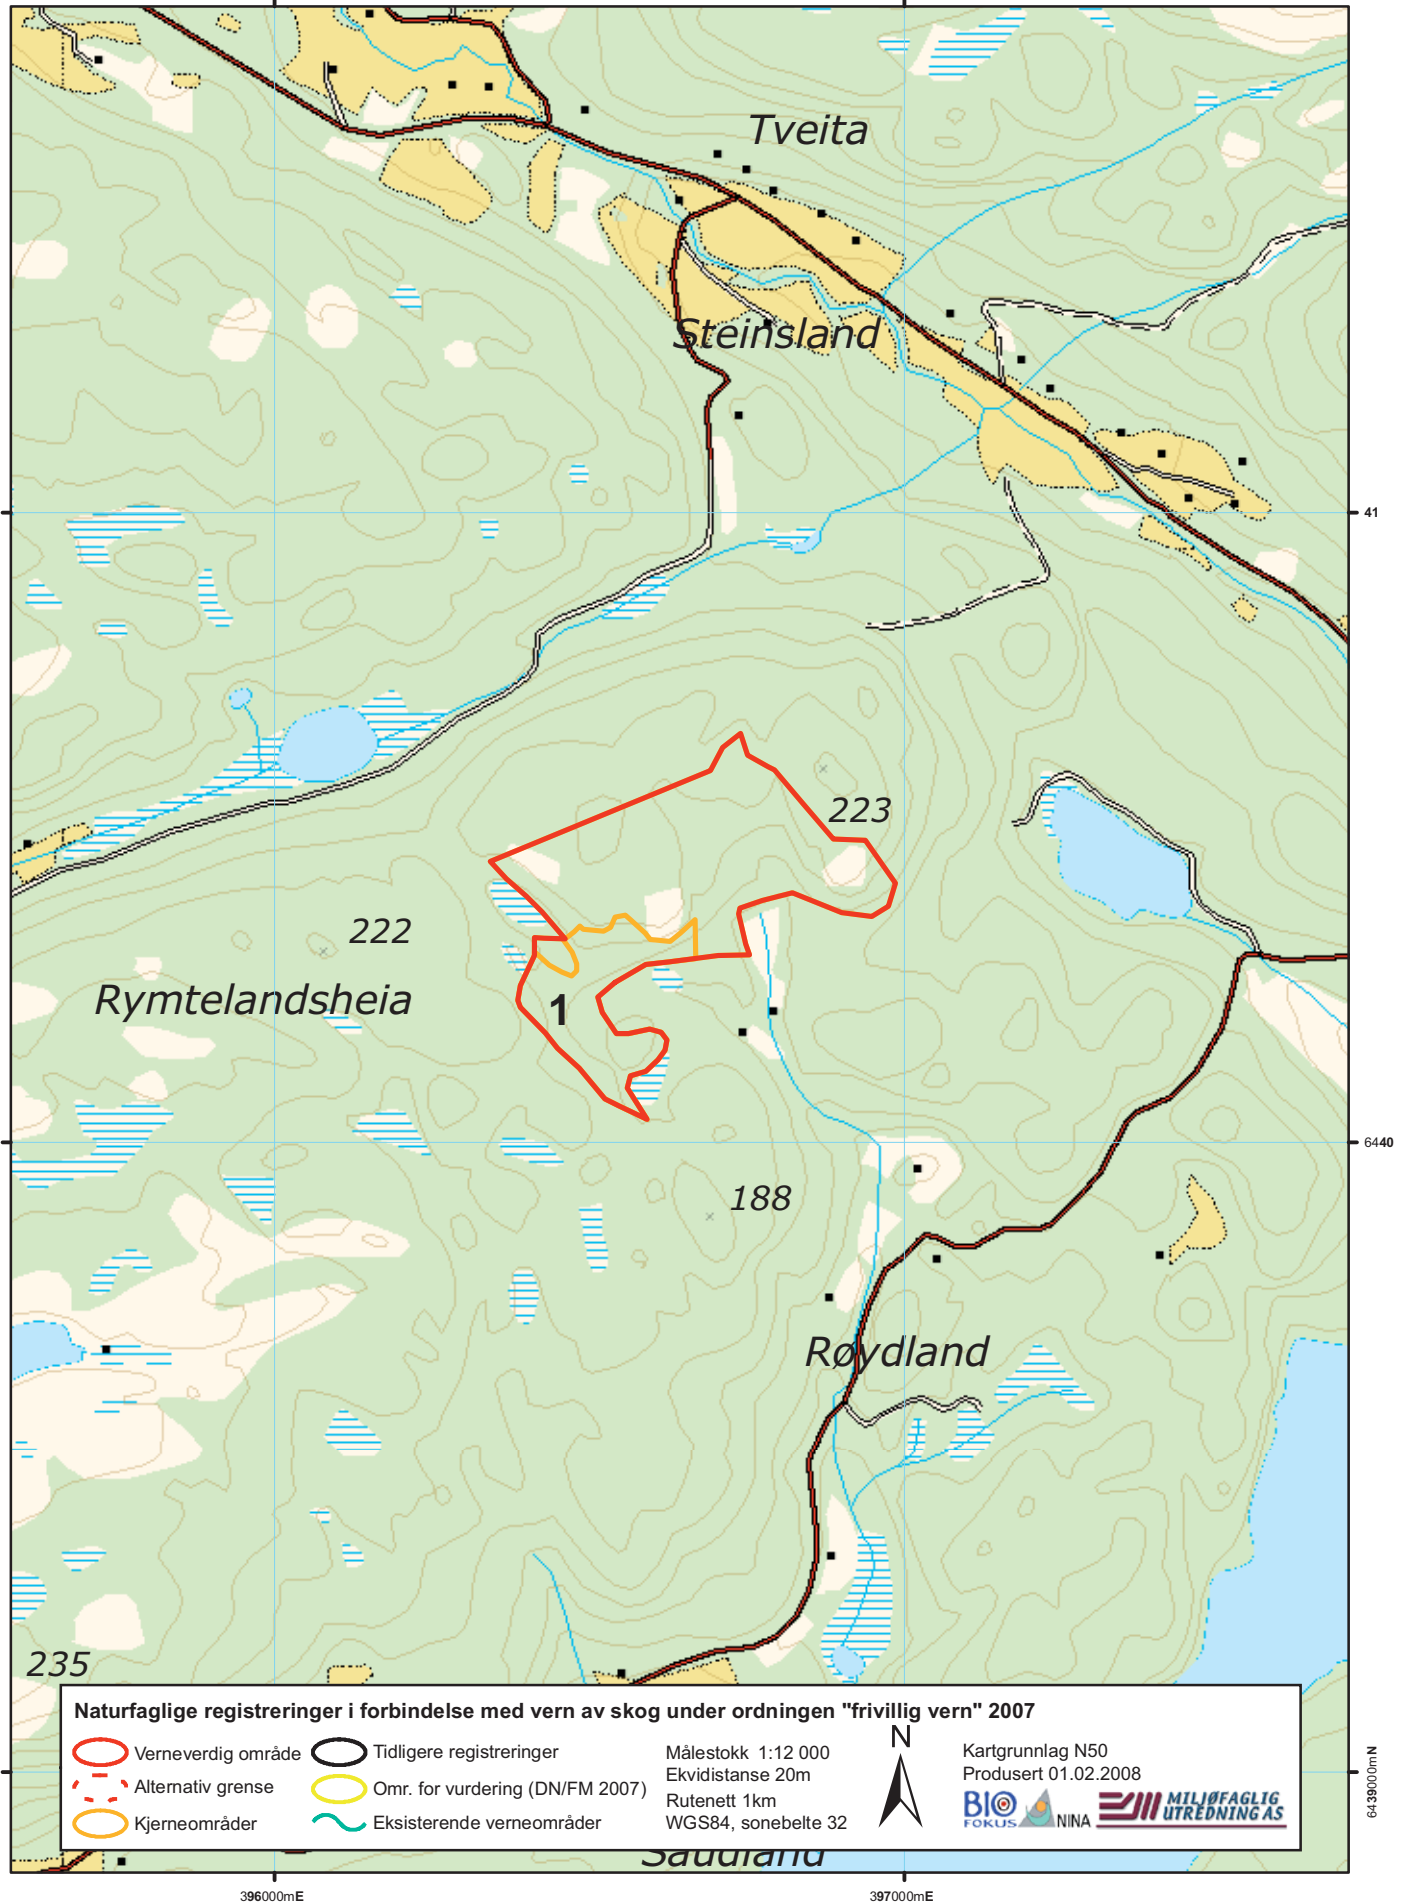 Tveita
Steinsland
41
223
222
Rymtelandsheia
1
6440
188
Røydland
235
Naturfaglige registreringer i forbindelse med vern av skog under ordningen "frivillig vern" 2007
Verneverdig område
Alternativ grense
Kjerneområder
Tidligere registreringer
Omr. for vurdering (DN/FM 2007)
Eksisterende verneområder
Målestokk 1:12 000
Ekvidistanse 20m
Rutenett 1km
WGS84, sonebelte 32
N
Kartgrunnlag N50
Produsert 01.02.2008
BIO
FOKUS
NINA
MILJØFAGLIG
UTREDNING AS
6439000mN
Saudland
396000mE
397000mE